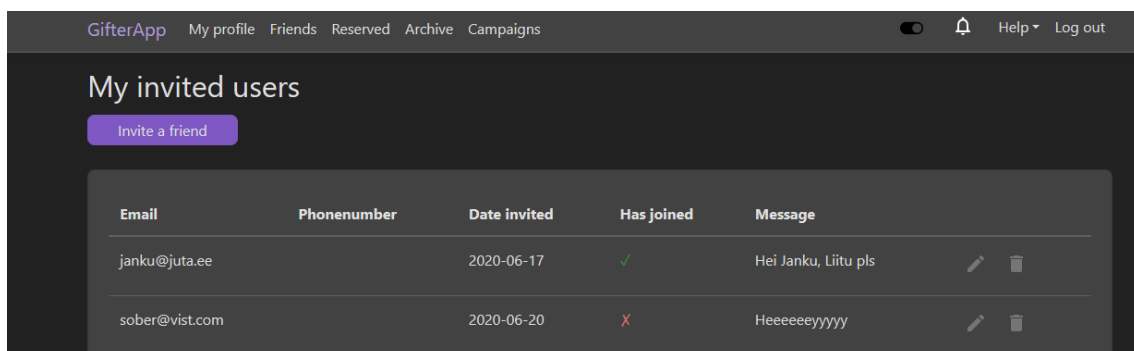 GifterApp My profile Friends Reserved Archive Campaigns Help Log out
My invited users
Invite a friend
Email Phonenumber Date invited Has joined Message
janku@juta.ee 2020-06-17 ✓ Hei Janku, Liitu pls
sober@vist.com 2020-06-20 ✗ Heeeeeeyyyyy